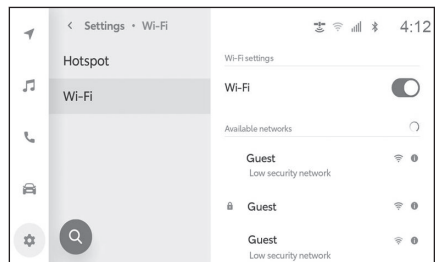 Settings • Wi-Fi
4:12
Hotspot
Wi-Fi
Wi-Fi settings
Wi-Fi
Available networks
Guest
Low security network
Guest
Guest
Low security network